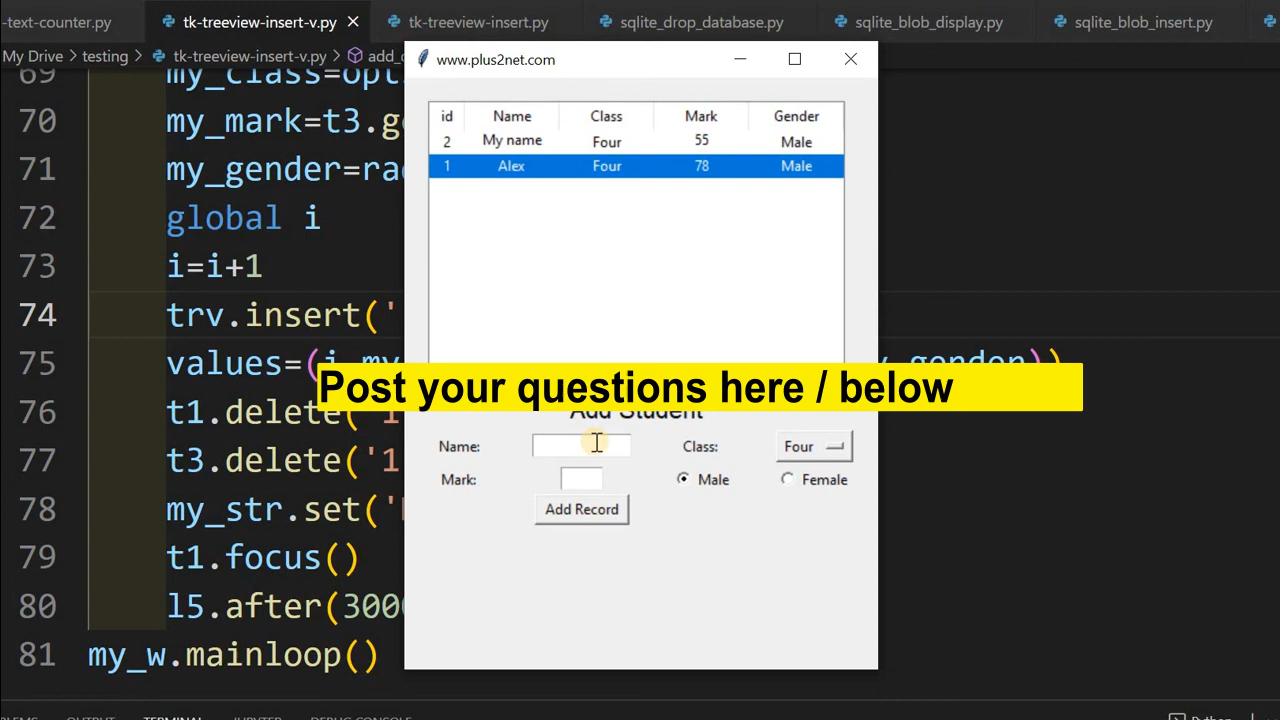 -text-counter.py tk-treeview-insert-v.py tk-treeview-insert.py sqlite_drop_database.py sqlite_blob_display.py sqlite_blob_insert.py
My Drive > testing > tk-treeview-insert-v.py >
www.plus2net.com
id Name Class Mark Gender
2 My name Four 55 Male
1 Alex Four 78 Male
70 my_mark=t3.
71 my_gender=
72 global i
73 i=i+1
74 trv.insert('
75 values=(
Post your questions here / below
Add Student
76 t1.delete('
Name: Class: Four
77 t3.delete('
Mark: Male Female
78 my_str.set('
Add Record
79 t1.focus()
80 l5.after(
81 my_w.mainloop()
TERMINAL
Python